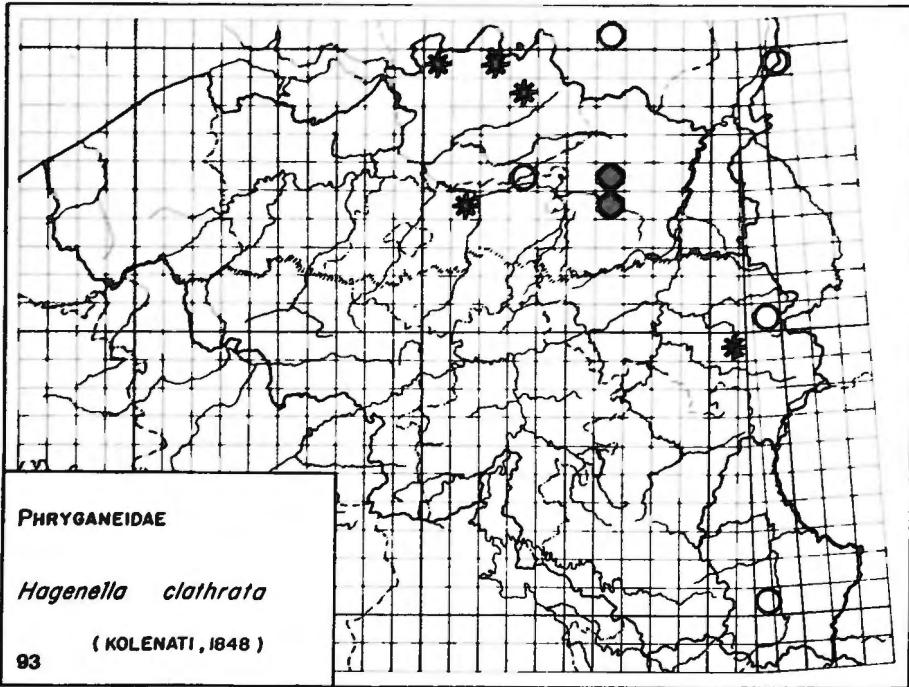 PHRYGANEIDAE
Hagenella clathrata
(KOLENATI, 1848)
93